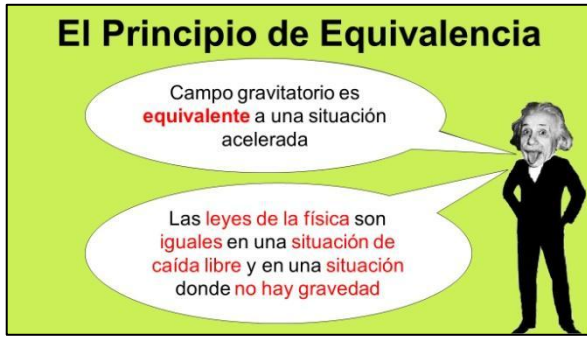 El Principio de Equivalencia
Campo gravitatorio es
equivalente a una situación
acelerada
Las leyes de la física son
iguales en una situación de
caída libre y en una situación
donde no hay gravedad